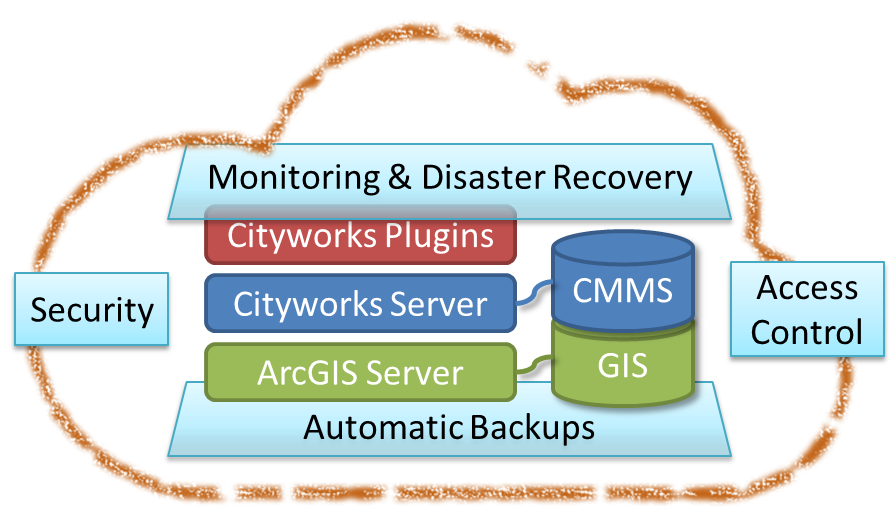 Monitoring & Disaster Recovery
Cityworks Plugins
Cityworks Server
CMMS
Security
Access
Control
ArcGIS Server
GIS
Automatic Backups